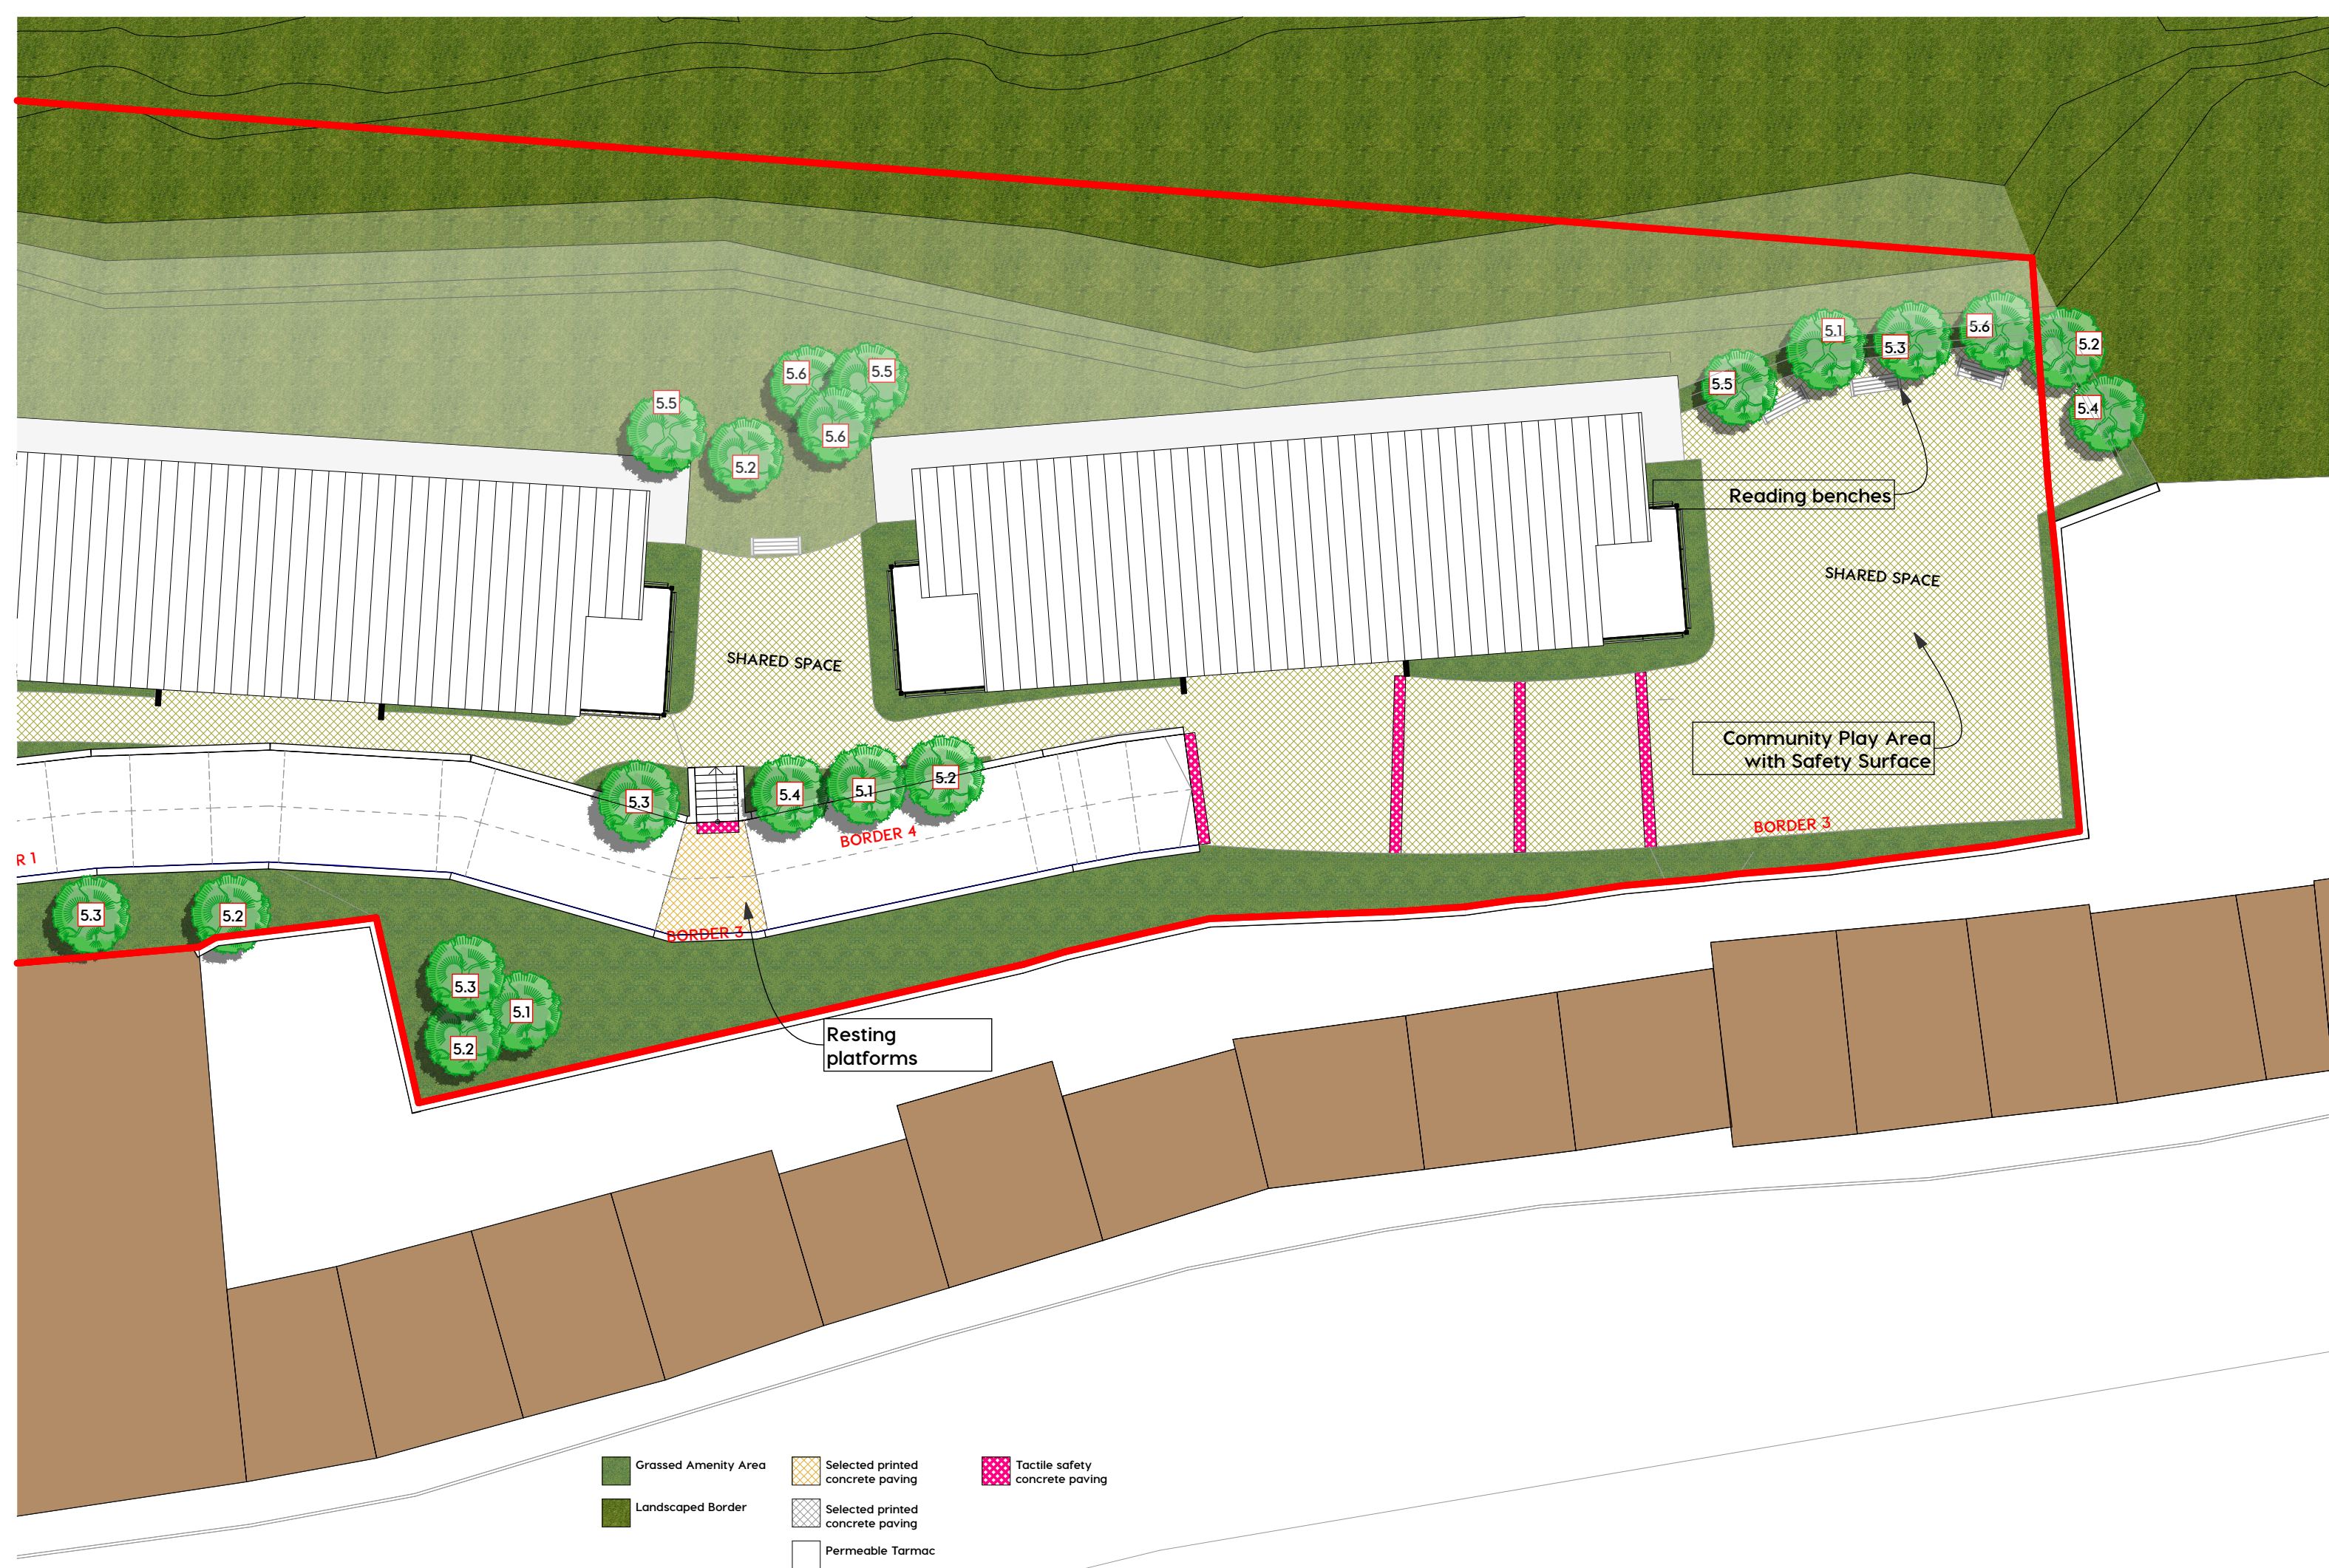 5.6
5.5
5.5
5.6
5.2
5.1
5.3
5.6
5.2
5.5
5.4
Reading benches
SHARED SPACE
SHARED SPACE
Community Play Area
with Safety Surface
5.3
5.4
5.1
5.2
BORDER 4
BORDER 3
R 1
5.3
5.2
BORDER 3
5.3
5.1
5.2
Resting
platforms
Grassed Amenity Area
Landscaped Border
Selected printed
concrete paving
Selected printed
concrete paving
Permeable Tarmac
Tactile safety
concrete paving